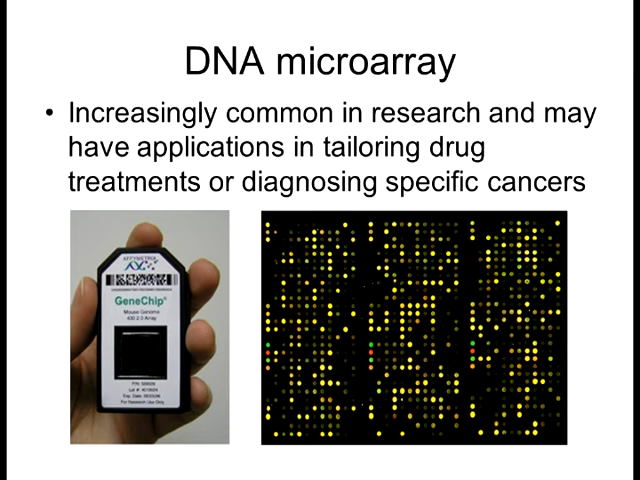 DNA microarray
• Increasingly common in research and may
have applications in tailoring drug
treatments or diagnosing specific cancers
AFFYMETRIX
GeneChip®
Mouse Genome
430 2.0 Array
For Research Use Only